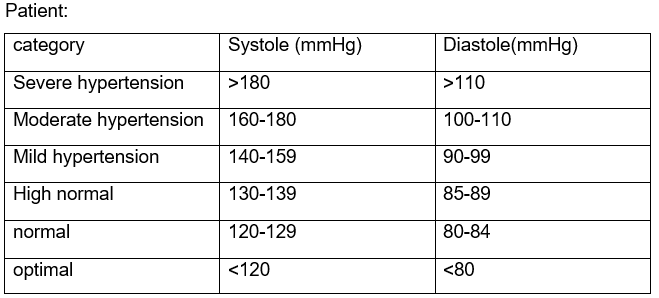 Patient:
category Systole (mmHg) Diastole(mmHg)
Severe hypertension >180 >110
Moderate hypertension 160-180 100-110
Mild hypertension 140-159 90-99
High normal 130-139 85-89
normal 120-129 80-84
optimal <120 <80